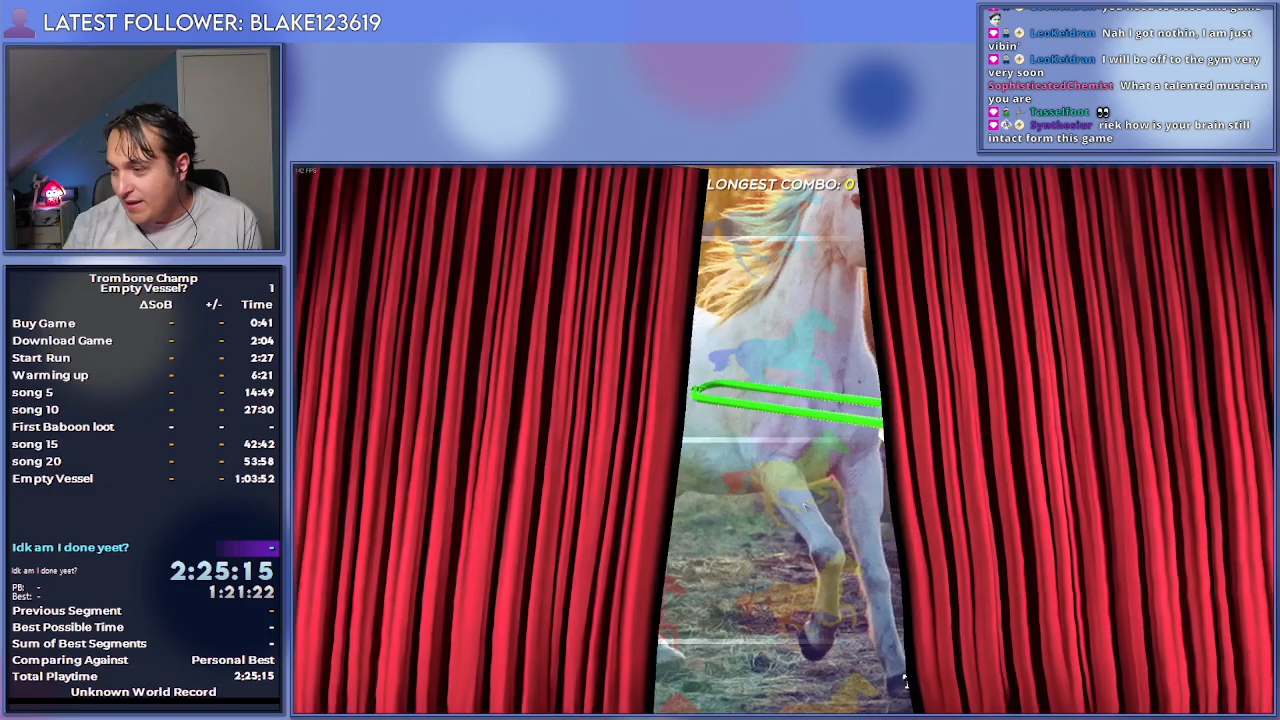 LATEST FOLLOWER: BLAKE123619
LeoKeidran Nah I got nothin, I am just
vibin'
LeoKeidran I will be off to the gym very
very soon
SophisticatedChemist What a talented musician
you are
Tasselfoot
Synthesiur riek how is your brain still
intact form this game
142 FPS
LONGEST COMBO: 0
Trombone Champ
Empty Vessel? 1
ΔSoB +/- Time
Buy Game - - 0:41
Download Game - - 2:04
Start Run - - 2:27
Warming up - - 6:21
song 5 - - 14:49
song 10 - - 27:30
First Baboon loot - - -
song 15 - - 42:42
song 20 - - 53:58
Empty Vessel - - 1:03:52
Idk am I done yeet? -
2:25:15
Idk am I done yeet?
PB: -
1:21:22
Best: -
Previous Segment -
Best Possible Time -
Sum of Best Segments -
Comparing Against Personal Best
Total Playtime 2:25:15
Unknown World Record